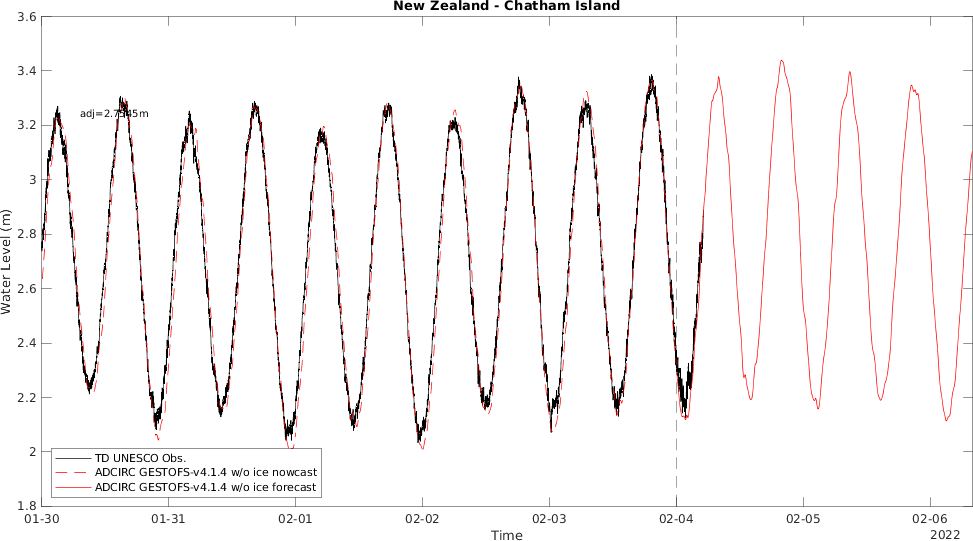 New Zealand - Chatham Island
3.6
3.4
adj=2.7545m
3.2
3
2.8
Water Level (m)
2.6
2.4
2.2
2
1.8
TD UNESCO Obs.
ADCIRC GESTOFS-v4.1.4 w/o ice nowcast
ADCIRC GESTOFS-v4.1.4 w/o ice forecast
01-30 01-31 02-01 02-02 02-03 02-04 02-05 02-06
Time
2022